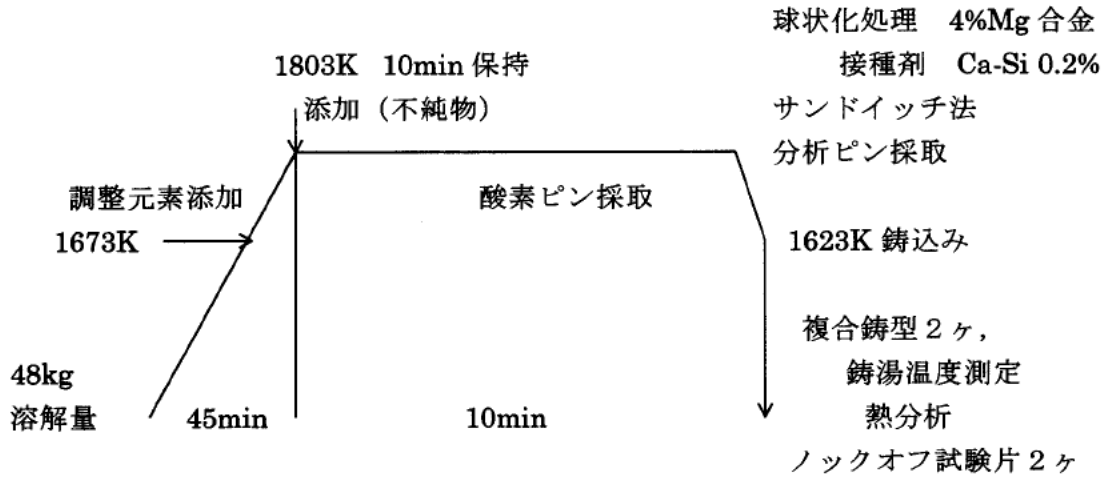 球状化処理 4%Mg 合金
接種剤 Ca-Si 0.2%
サンドイッチ法
分析ピン採取
1803K 10min 保持
添加（不純物）
調整元素添加
1673K
酸素ピン採取
1623K 鋳込み
複合鋳型２ヶ，
鋳湯温度測定
熱分析
ノックオフ試験片２ヶ
48kg
溶解量
45min
10min